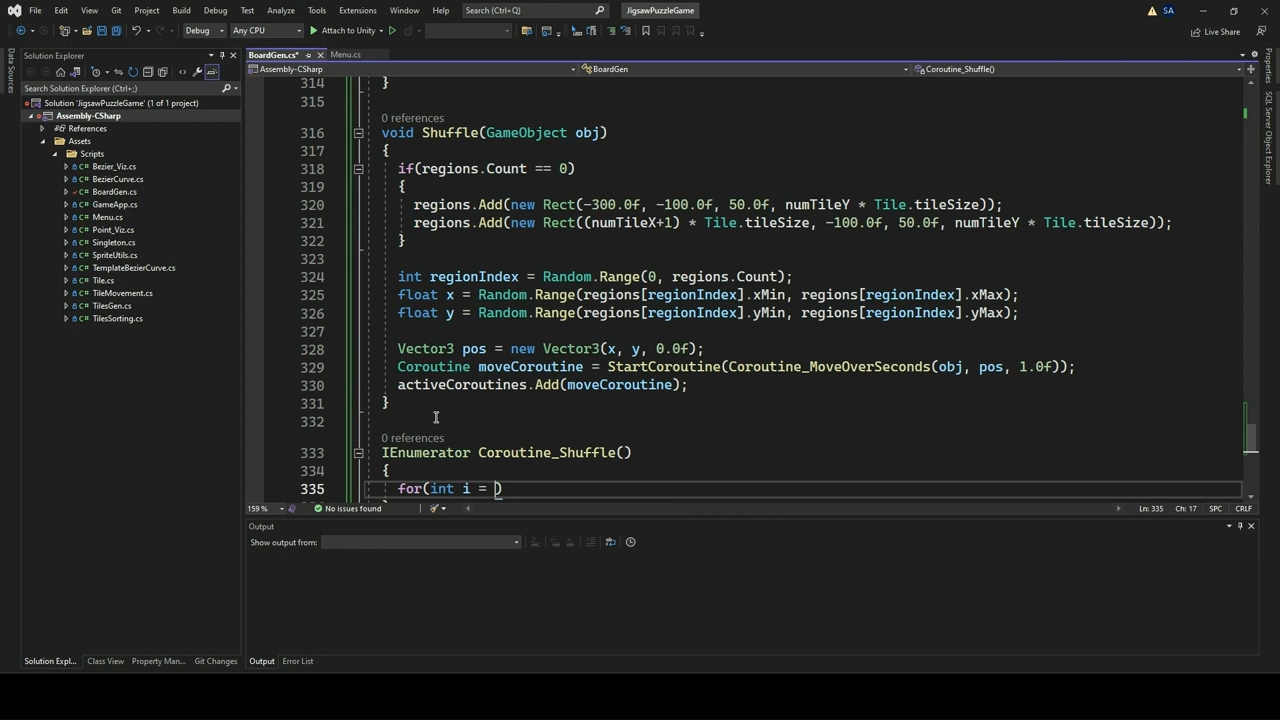 File Edit View Git Project Build Debug Test Analyze Tools Extensions Window Help Search (Ctrl+Q) JigsawPuzzleGame SA
Debug Any CPU Attach to Unity Live Share
Data Sources
Solution Explorer
Search Solution Explorer (Ctrl+;)
Solution 'JigsawPuzzleGame' (1 of 1 project)
Assembly-CSharp
References
Assets
Scripts
Bezier_Viz.cs
BezierCurve.cs
BoardGen.cs
GameApp.cs
Menu.cs
Point_Viz.cs
Singleton.cs
SpriteUtils.cs
TemplateBezierCurve.cs
Tile.cs
TileMovement.cs
TilesGen.cs
TilesSorting.cs
Solution Expl... Class View Property Man... Git Changes
BoardGen.cs* Menu.cs
Assembly-CSharp BoardGen Coroutine_Shuffle()
314 }
315
0 references
316 void Shuffle(GameObject obj)
317 {
318 if(regions.Count == 0)
319 {
320 regions.Add(new Rect(-300.0f, -100.0f, 50.0f, numTileY * Tile.tileSize));
321 regions.Add(new Rect((numTileX+1) * Tile.tileSize, -100.0f, 50.0f, numTileY * Tile.tileSize));
322 }
323
324 int regionIndex = Random.Range(0, regions.Count);
325 float x = Random.Range(regions[regionIndex].xMin, regions[regionIndex].xMax);
326 float y = Random.Range(regions[regionIndex].yMin, regions[regionIndex].yMax);
327
328 Vector3 pos = new Vector3(x, y, 0.0f);
329 Coroutine moveCoroutine = StartCoroutine(Coroutine_MoveOverSeconds(obj, pos, 1.0f));
330 activeCoroutines.Add(moveCoroutine);
331 }
332
0 references
333 IEnumerator Coroutine_Shuffle()
334 {
335 for(int i = )
159 % No issues found Ln: 335 Ch: 17 SPC CRLF
Output
Show output from:
Output Error List
Properties
SQL Server Object Explorer